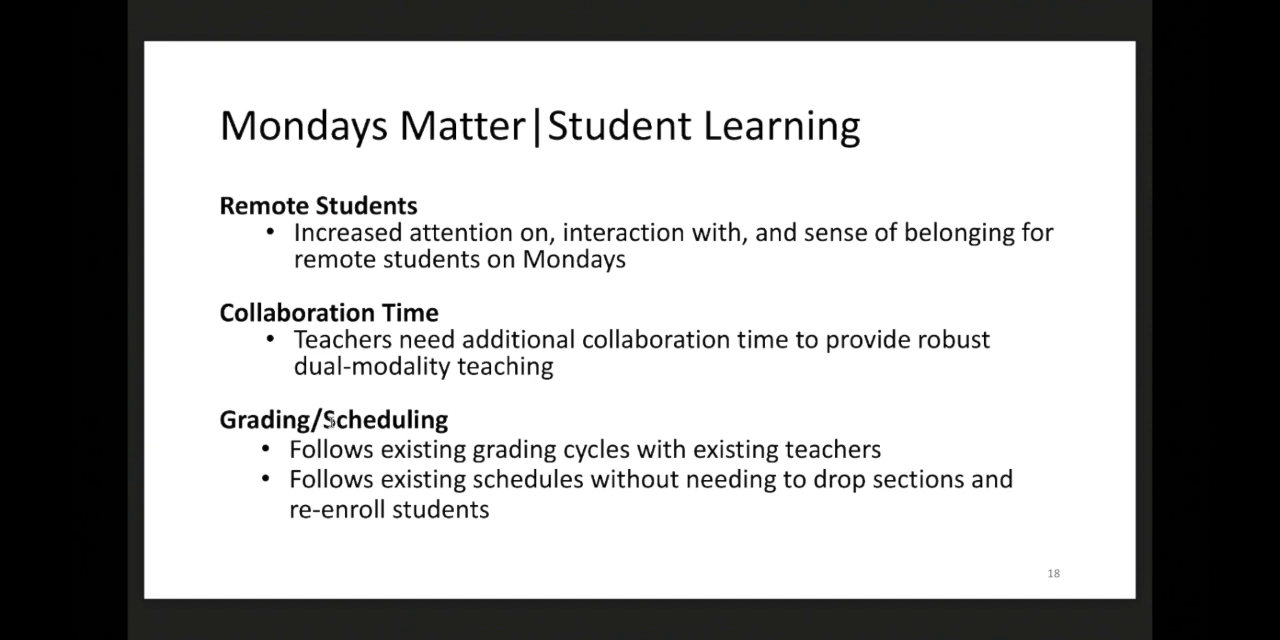 Mondays Matter|Student Learning
Remote Students
• Increased attention on, interaction with, and sense of belonging for
remote students on Mondays
Collaboration Time
• Teachers need additional collaboration time to provide robust
dual-modality teaching
Grading/Scheduling
• Follows existing grading cycles with existing teachers
• Follows existing schedules without needing to drop sections and
re-enroll students
18